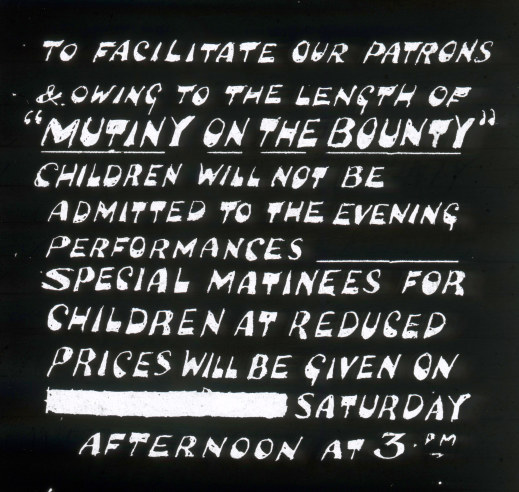 TO FACILITATE OUR PATRONS
& OWING TO THE LENGTH OF
"MUTINY ON THE BOUNTY"
CHILDREN WILL NOT BE
ADMITTED TO THE EVENING
PERFORMANCES
SPECIAL MATINEES FOR
CHILDREN AT REDUCED
PRICES WILL BE GIVEN ON
SATURDAY
AFTERNOON AT 3.PM